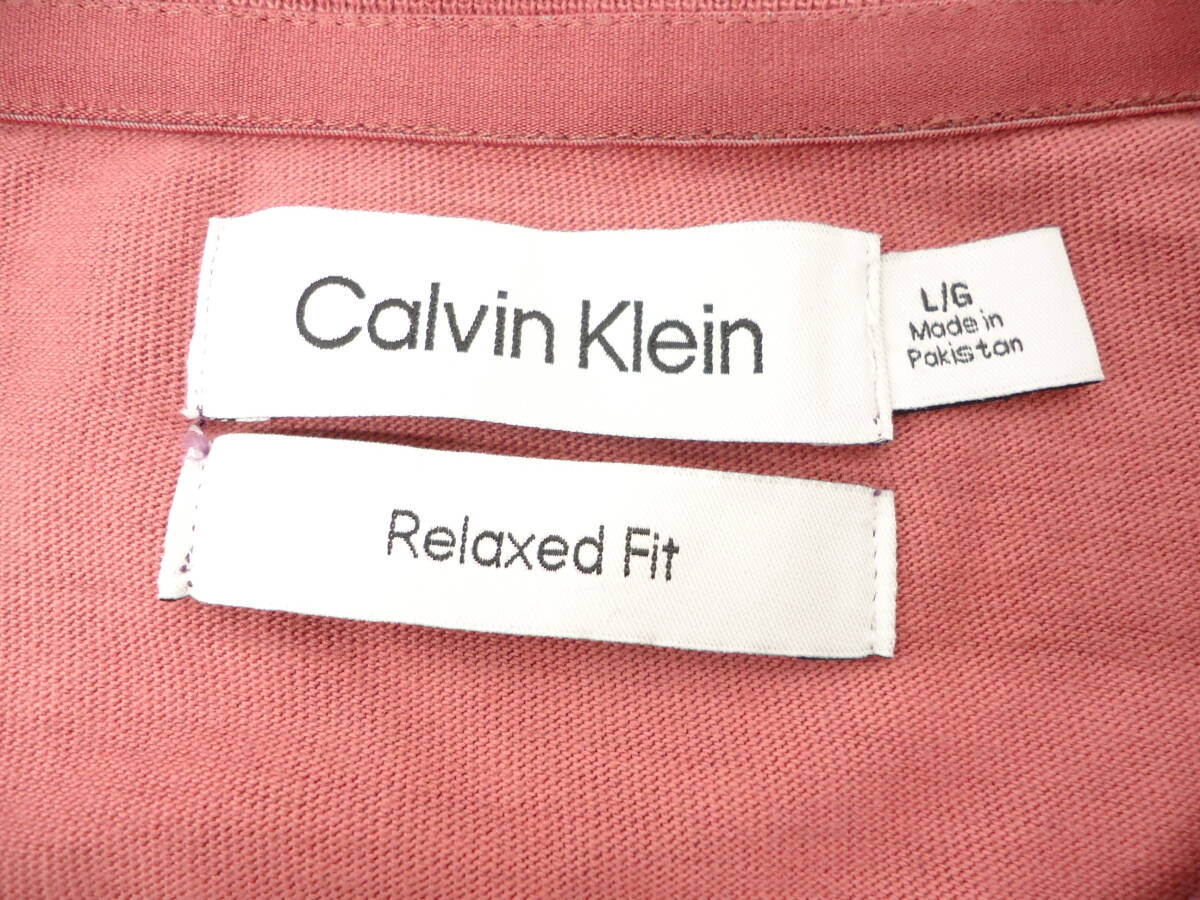 Calvin Klein
L/G
Made in
Pakistan
Relaxed Fit